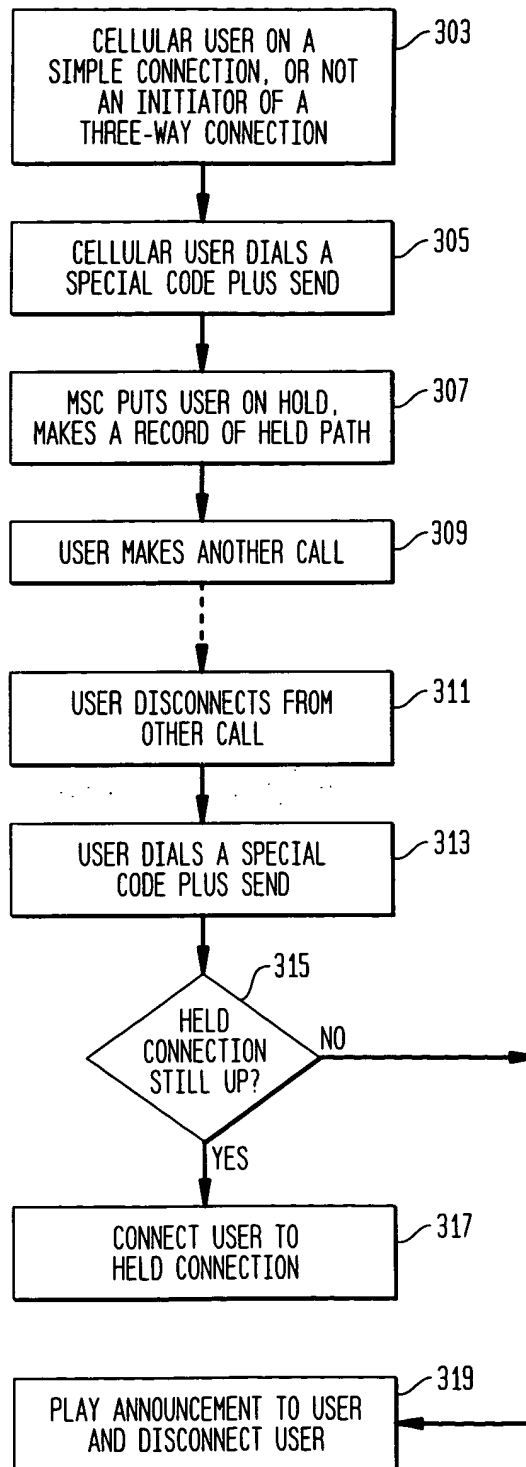 CELLULAR USER ON A
SIMPLE CONNECTION, OR NOT
AN INITIATOR OF A
THREE-WAY CONNECTION
303
CELLULAR USER DIALS A
SPECIAL CODE PLUS SEND
305
MSC PUTS USER ON HOLD,
MAKES A RECORD OF HELD PATH
307
USER MAKES ANOTHER CALL
309
USER DISCONNECTS FROM
OTHER CALL
311
USER DIALS A SPECIAL
CODE PLUS SEND
313
315
HELD
CONNECTION
STILL UP?
NO
YES
CONNECT USER TO
HELD CONNECTION
317
PLAY ANNOUNCEMENT TO USER
AND DISCONNECT USER
319